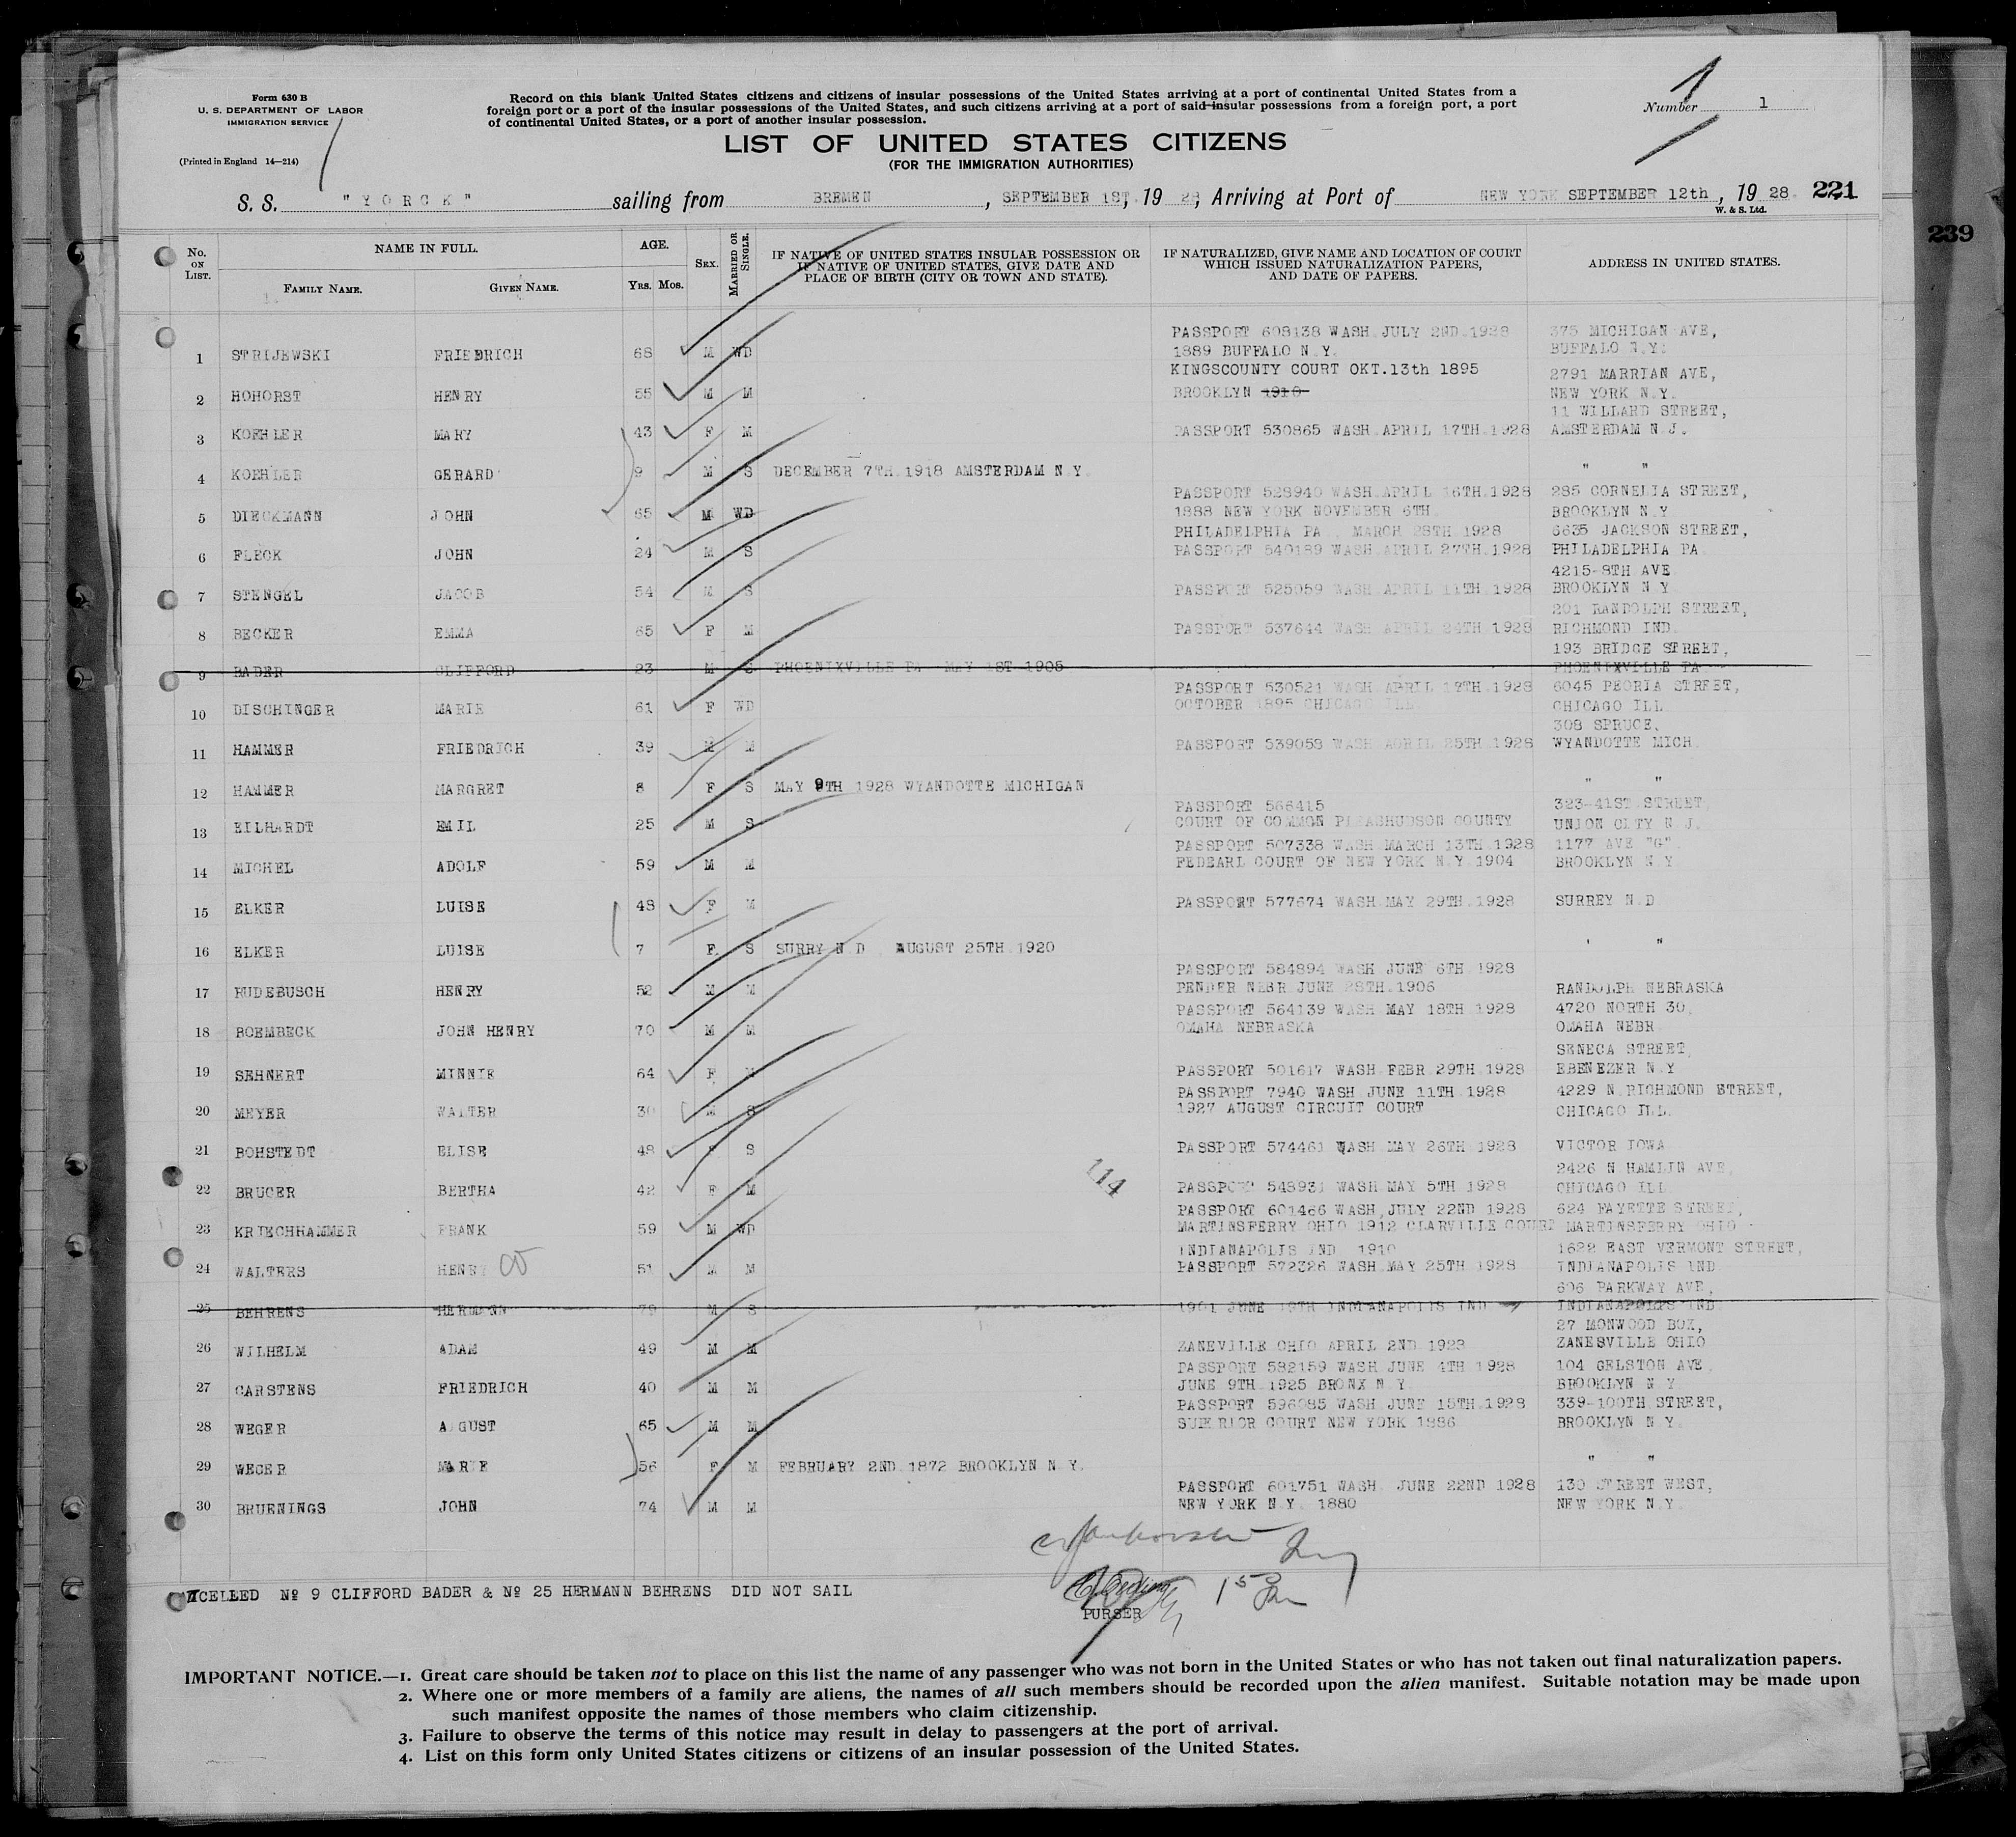 Form 630 B
U. S. DEPARTMENT OF LABOR
IMMIGRATION SERVICE
(Printed in England 14—214)
Record on this blank United States citizens and citizens of insular possessions of the United States arriving at a port of continental United States from a
foreign port or a port of the insular possessions of the United States, and such citizens arriving at a port of said insular possessions from a foreign port, a port
of continental United States, or a port of another insular possession.
Number 1
1
LIST OF UNITED STATES CITIZENS
(FOR THE IMMIGRATION AUTHORITIES)
S. S. "YORCK" sailing from BREMEN, SEPTEMBER 1ST, 1928, Arriving at Port of NEW YORK SEPTEMBER 12th, 1928. 221
W. & S. Ltd.
239
No. ON LIST. NAME IN FULL. AGE. SEX. MARRIED OR SINGLE. IF NATIVE OF UNITED STATES INSULAR POSSESSION OR IF NATIVE OF UNITED STATES, GIVE DATE AND PLACE OF BIRTH (CITY OR TOWN AND STATE). IF NATURALIZED, GIVE NAME AND LOCATION OF COURT WHICH ISSUED NATURALIZATION PAPERS, AND DATE OF PAPERS. ADDRESS IN UNITED STATES.
FAMILY NAME. GIVEN NAME. Yrs. Mos.
PASSPORT 608138 WASH JULY 2ND.1928 375 MICHIGAN AVE,
1 STRIJEWSKI FRIEDRICH 68 M WD 1889 BUFFALO N.Y. BUFFALO N.Y.
KINGSCOUNTY COURT OKT.13th 1895 2791 MARRIAN AVE,
2 HOHORST HENRY 55 M M BROOKLYN 1910 NEW YORK N.Y.
11 WILLARD STREET,
3 KOEHLER MARY 43 F M PASSPORT 530865 WASH.APRIL 17TH.1928 AMSTERDAM N.J.
4 KOEHLER GERARD 9 M S DECEMBER 7TH.1918 AMSTERDAM N.Y. " "
PASSPORT 528940 WASH.APRIL 16TH.1928 285 CORNELIA STREET,
5 DIECKMANN JOHN 65 M WD 1888 NEW YORK NOVEMBER 6TH. BROOKLYN N.Y
PHILADELPHIA PA. MARCH 28TH.1928 6635 JACKSON STREET,
6 FLECK JOHN 24 M S PASSPORT 540189 WASH.APRIL 27TH.1928 PHILADELPHIA PA
4215-8TH AVE
7 STENGEL JACOB 54 M S PASSPORT 525059 WASH.APRIL 11TH.1928 BROOKLYN N Y
201 RANDOLPH STREET,
8 BECKER EMMA 65 F M PASSPORT 537644 WASH APRIL 24TH 1928 RICHMOND IND.
193 BRIDGE STREET,
9 BADER CLIFFORD 23 M S PHOENIXVILLE PA MAY 1ST 1905 PHOENIXVILLE PA
PASSPORT 530521 WASH.APRIL 17TH.1928 6045 PEORIA STREET,
10 DISCHINGER MARIE 61 F WD OCTOBER 1895 CHICAGO ILL CHICAGO ILL
308 SPRUCE,
11 HAMMER FRIEDRICH 39 M M PASSPORT 539058 WASH APRIL 25TH.1928 WYANDOTTE MICH.
12 HAMMER MARGRET 8 F S MAY 9TH 1928 WYANDOTTE MICHIGAN " "
PASSPORT 566415 323-41ST STREET
13 EILHARDT EMIL 25 M S COURT OF COMMON PLEASHUDSON COUNTY UNION CITY N J.
PASSPORT 507338 WASH MARCH 13TH.1928 1177 AVE "G"
14 MICHEL ADOLF 59 M M FEDEARL COURT OF NEW YORK N.Y.1904 BROOKLYN N.Y
15 ELKER LUISE 48 F M PASSPORT 577674 WASH MAY 29TH.1928 SURREY N D
16 ELKER LUISE 7 F S SURRY N D AUGUST 25TH.1920 ' "
PASSPORT 584894 WASH JUNE 6TH 1928
17 RUDEBUSCH HENRY 52 M M PENDER NEBR JUNE 28TH.1906 RANDOLPH NEBRASKA
PASSPORT 564139 WASH MAY 18TH 1928 4720 NORTH 30,
18 BOEMBECK JOHN HENRY 70 M M OMAHA NEBRASKA OMAHA NEBR
SENECA STREET,
19 SEHNERT MINNIE 64 F M PASSPORT 501617 WASH FEBR.29TH.1928 EBENEZER N.Y
PASSPORT 7940 WASH JUNE 11TH 1928 4229 N.RICHMOND STREET,
20 MEYER WALTER 30 M S 1927 AUGUST CIRCUIT COURT CHICAGO ILL.
21 BOHSTEDT ELISE 48 F S PASSPORT 574461 WASH MAY 26TH 1928 VICTOR IOWA
2426 N HAMLIN AVE,
22 BRUGER BERTHA 42 F M PASSPORT 548931 WASH MAY 5TH 1928 CHICAGO ILL
PASSPORT 601466 WASH,JULY 22ND 1928 624 FAYETTE STREET,
23 KRIECHHAMMER FRANK 59 M WD MARTINSFERRY OHIO 1912 CLARVILLE COURT MARTINSFERRY OHIO
INDIANAPOLIS IND. 1910 1622 EAST VERMONT STREET,
24 WALTERS HENRY 51 M M PASSPORT 572326 WASH.MAY 25TH 1928 INDIANAPOLIS IND
114
606 PARKWAY AVE,
25 BEHRENS HERMANN 79 M S 1901 JUNE 19TH INDIANAPOLIS IND INDIANAPOLIS IND
27 MONWOOD BOX,
26 WILHELM ADAM 49 M M ZANEVILLE OHIO APRIL 2ND 1923 ZANESVILLE OHIO
PASSPORT 582159 WASH JUNE 4TH 1928 104 GELSTON AVE
27 CARSTENS FRIEDRICH 40 M M JUNE 9TH.1925 BRONX N.Y. BROOKLYN N Y
PASSPORT 596085 WASH JUNE 15TH.1928 339-100TH STREET,
28 WEGER AUGUST 65 M M SUPERIOR COURT NEW YORK 1886 BROOKLYN N Y.
29 WEGER MARIE 56 F M FEBRUARY 2ND.1872 BROOKLYN N.Y. " "
PASSPORT 601751 WASH. JUNE 22ND 1928 130 STREET WEST,
30 BRUENINGS JOHN 74 M M NEW YORK N.Y. 1880 NEW YORK N.Y.
CELLED Nº 9 CLIFFORD BADER & Nº 25 HERMANN BEHRENS DID NOT SAIL
PURSER
IMPORTANT NOTICE.—1. Great care should be taken not to place on this list the name of any passenger who was not born in the United States or who has not taken out final naturalization papers.
2. Where one or more members of a family are aliens, the names of all such members should be recorded upon the alien manifest. Suitable notation may be made upon
such manifest opposite the names of those members who claim citizenship.
3. Failure to observe the terms of this notice may result in delay to passengers at the port of arrival.
4. List on this form only United States citizens or citizens of an insular possession of the United States.